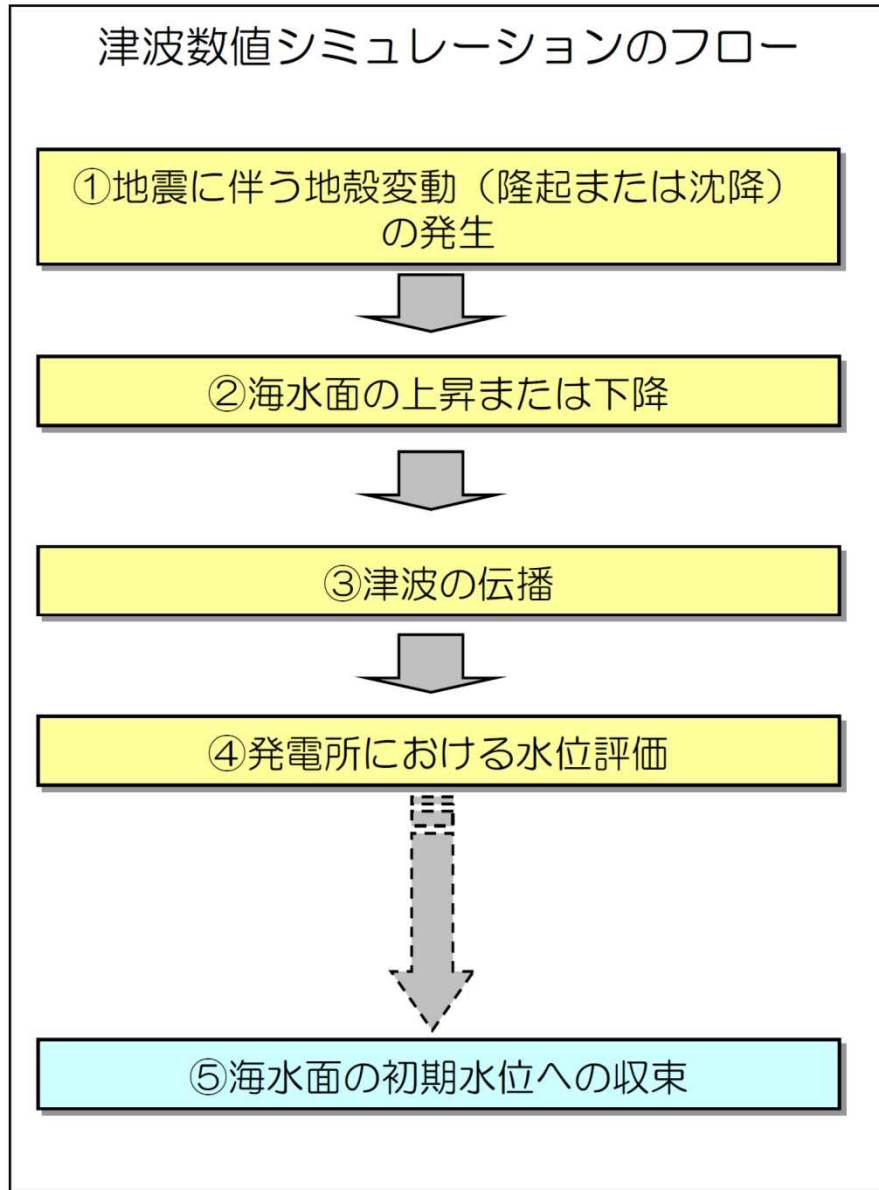 津波数値シミュレーションのフロー
①地震に伴う地殻変動（隆起または沈降）
の発生
②海水面の上昇または下降
③津波の伝播
④発電所における水位評価
⑤海水面の初期水位への収束